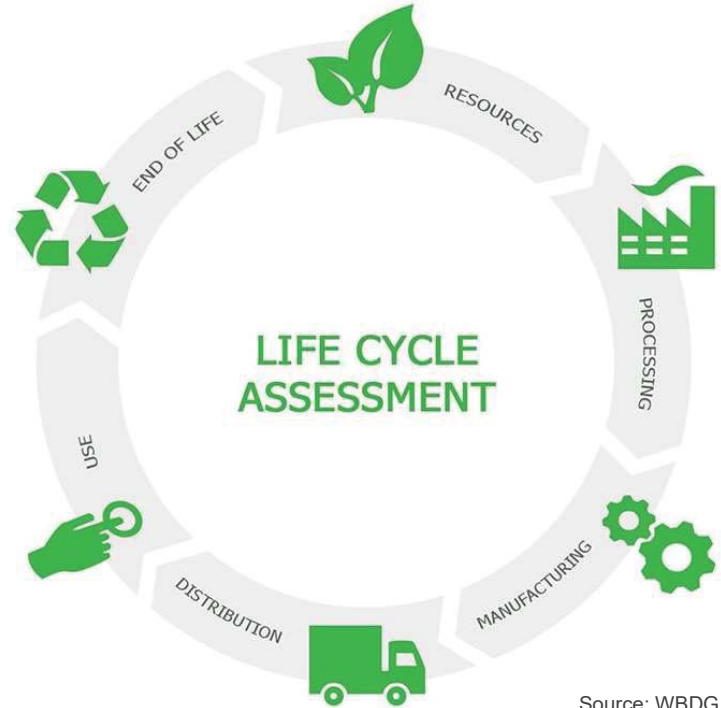 RESOURCES
PROCESSING
MANUFACTURING
DISTRIBUTION
USE
END OF LIFE
LIFE CYCLE
ASSESSMENT
Source: WBDG